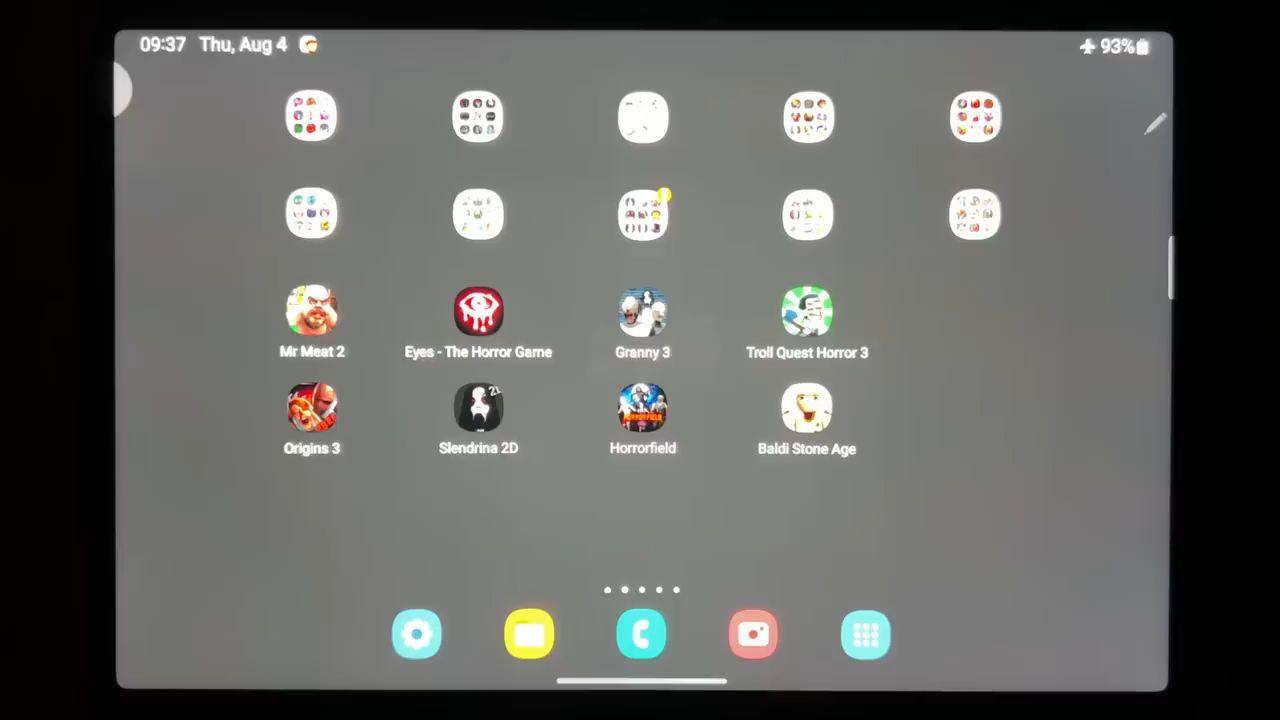 09:37 Thu, Aug 4 93%
Mr Meat 2 Eyes - The Horror Game Granny 3 Troll Quest Horror 3
21
Origins 3 Slendrina 2D Horrorfield Baldi Stone Age